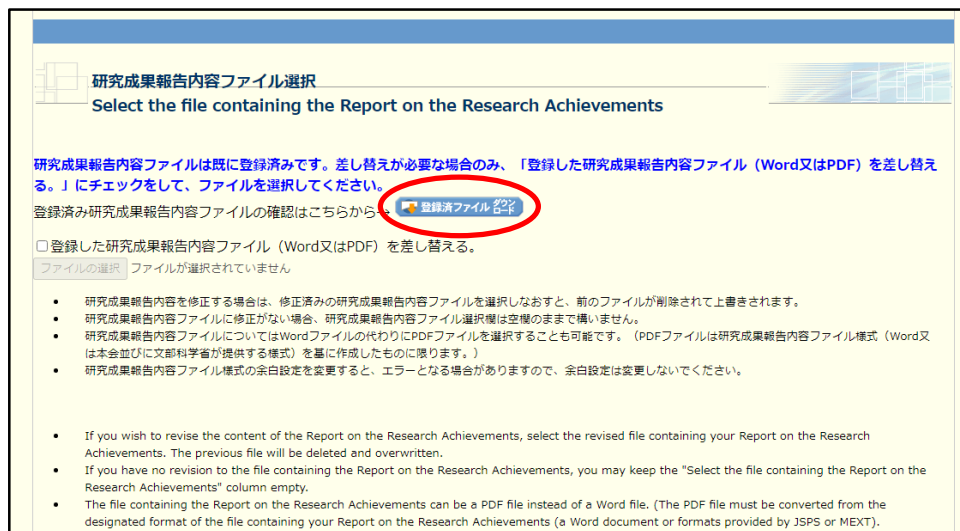 研究成果報告内容ファイル選択
Select the file containing the Report on the Research Achievements
研究成果報告内容ファイルは既に登録済みです。差し替えが必要な場合のみ、「登録した研究成果報告内容ファイル（Word又はPDF）を差し替え
る。」にチェックをして、ファイルを選択してください。
登録済み研究成果報告内容ファイルの確認はこちらから→ 登録済ファイル ダウンロード
登録した研究成果報告内容ファイル（Word又はPDF）を差し替える。
ファイルの選択 ファイルが選択されていません
• 研究成果報告内容を修正する場合は、修正済みの研究成果報告内容ファイルを選択しなおすと、前のファイルが削除されて上書きされます。
• 研究成果報告内容ファイルに修正がない場合、研究成果報告内容ファイル選択欄は空欄のままで構いません。
• 研究成果報告内容ファイルについてはWordファイルの代わりにPDFファイルを選択することも可能です。（PDFファイルは研究成果報告内容ファイル様式（Word又
は本会並びに文部科学省が提供する様式）を基に作成したものに限ります。）
• 研究成果報告内容ファイル様式の余白設定を変更すると、エラーとなる場合がありますので、余白設定は変更しないでください。
• If you wish to revise the content of the Report on the Research Achievements, select the revised file containing your Report on the Research
Achievements. The previous file will be deleted and overwritten.
• If you have no revision to the file containing the Report on the Research Achievements, you may keep the "Select the file containing the Report on the
Research Achievements" column empty.
• The file containing the Report on the Research Achievements can be a PDF file instead of a Word file. (The PDF file must be converted from the
designated format of the file containing your Report on the Research Achievements (a Word document or formats provided by JSPS or MEXT).